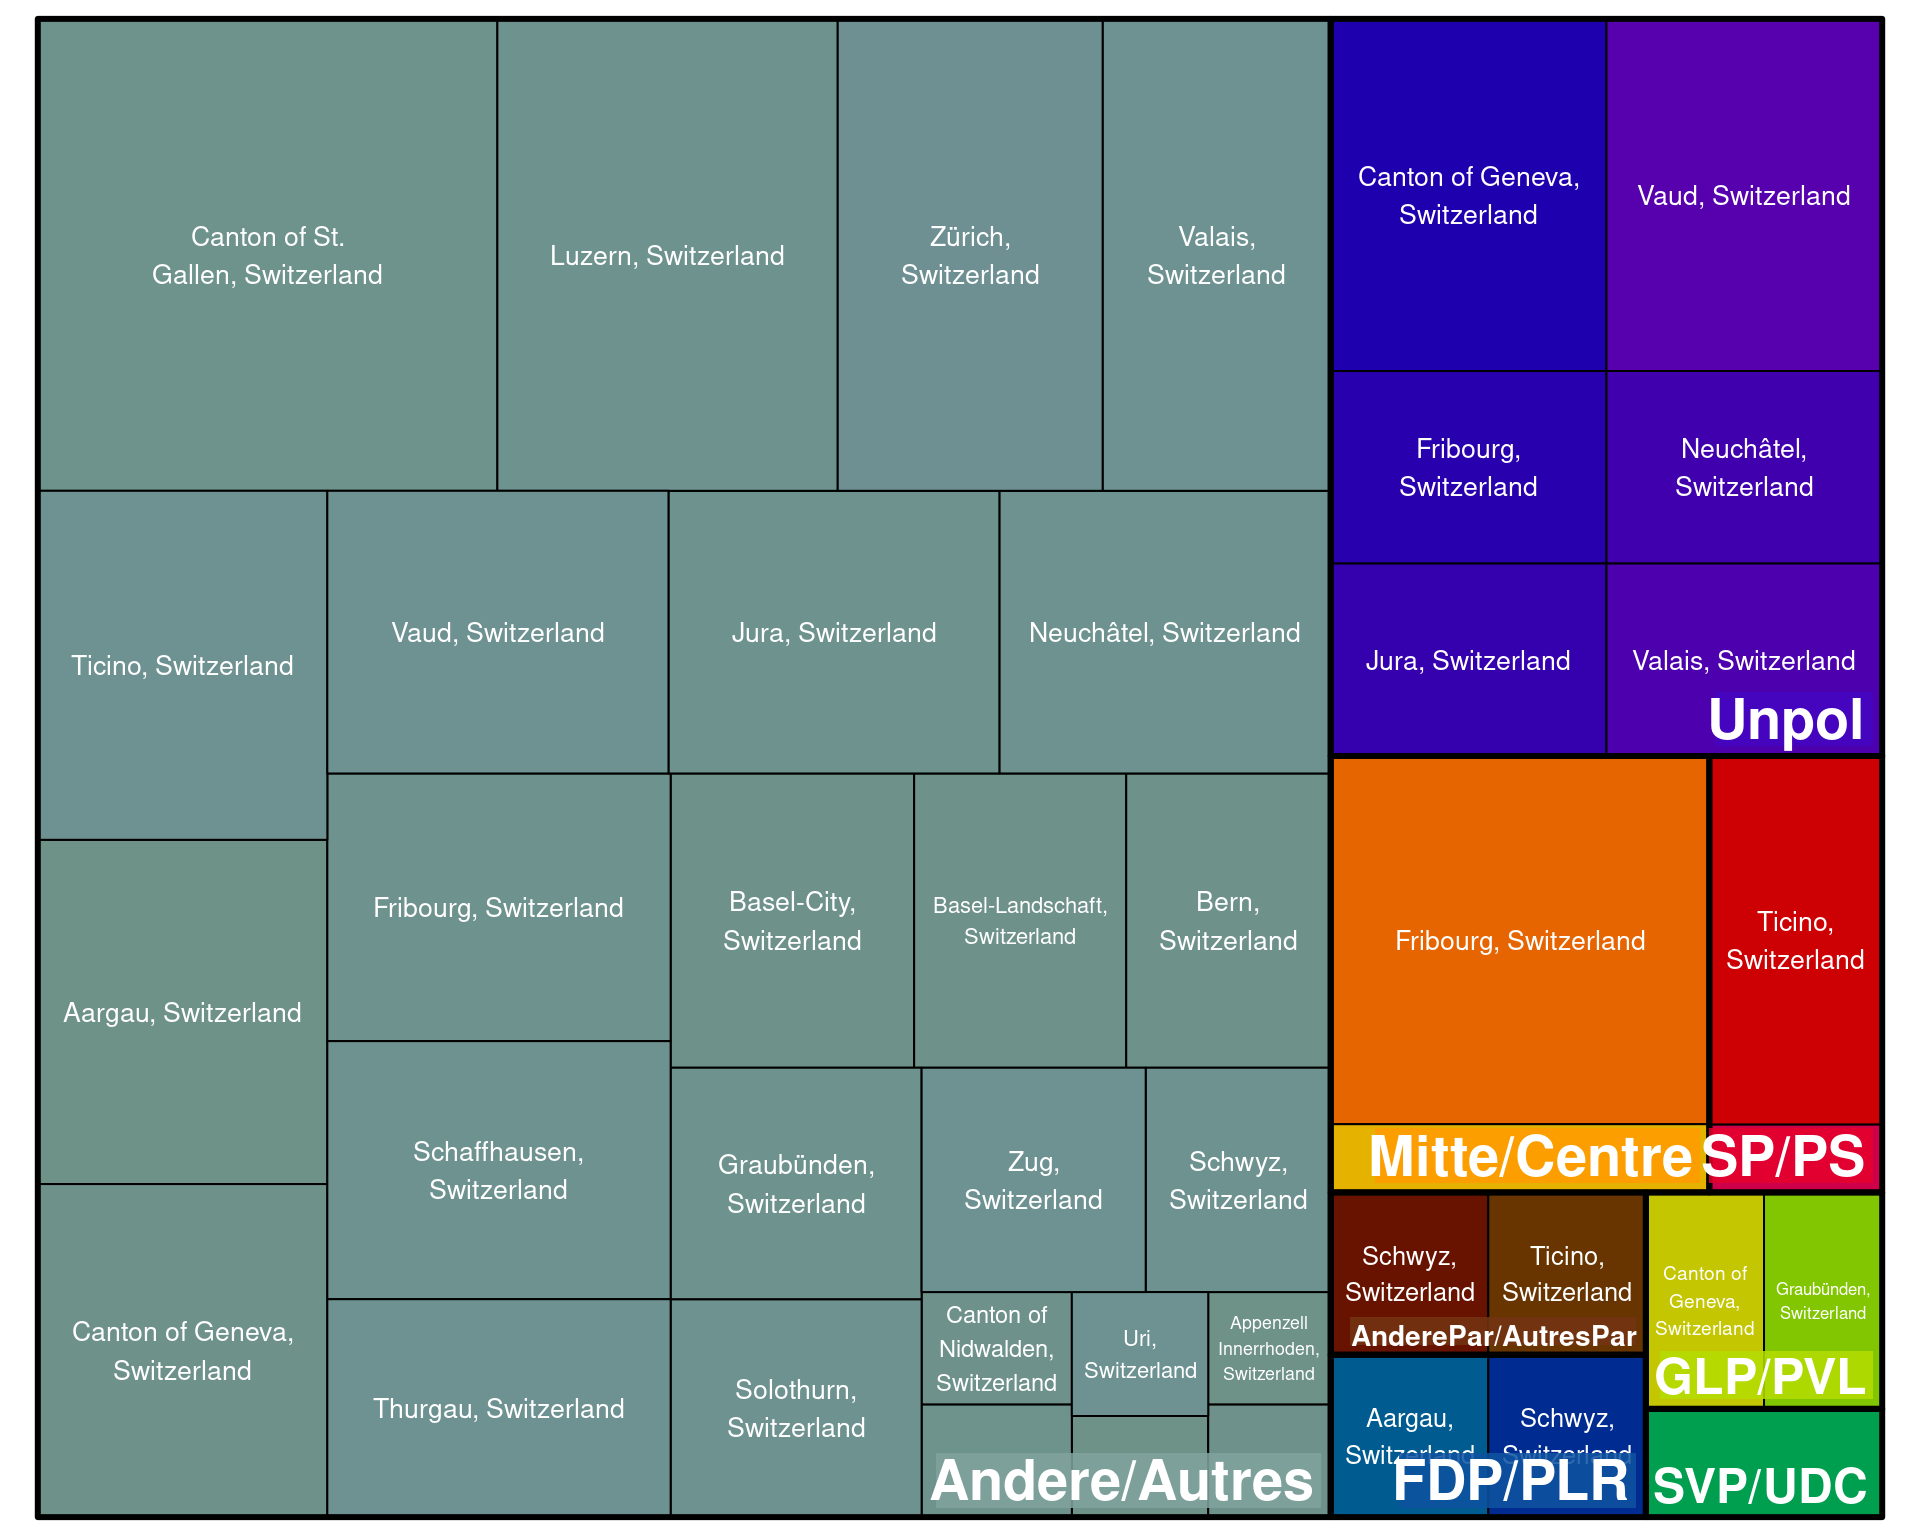 Canton of St.
Gallen, Switzerland
Luzern, Switzerland
Zürich,
Switzerland
Valais,
Switzerland
Ticino, Switzerland
Vaud, Switzerland
Jura, Switzerland
Neuchâtel, Switzerland
Aargau, Switzerland
Fribourg, Switzerland
Basel-City,
Switzerland
Basel-Landschaft,
Switzerland
Bern,
Switzerland
Schaffhausen,
Switzerland
Graubünden,
Switzerland
Zug,
Switzerland
Schwyz,
Switzerland
Canton of Geneva,
Switzerland
Thurgau, Switzerland
Solothurn,
Switzerland
Canton of
Nidwalden,
Switzerland
Uri,
Switzerland
Appenzell
Innerrhoden,
Switzerland
Andere/Autres
Canton of Geneva,
Switzerland
Vaud, Switzerland
Fribourg,
Switzerland
Neuchâtel,
Switzerland
Jura, Switzerland
Valais, Switzerland
Unpol
Fribourg, Switzerland
Mitte/Centre
Ticino,
Switzerland
SP/PS
Schwyz,
Switzerland
Ticino,
Switzerland
AnderePar/AutresPar
Canton of
Geneva,
Switzerland
Graubünden,
Switzerland
GLP/PVL
Aargau,
Switzerland
Schwyz,
Switzerland
FDP/PLR
SVP/UDC